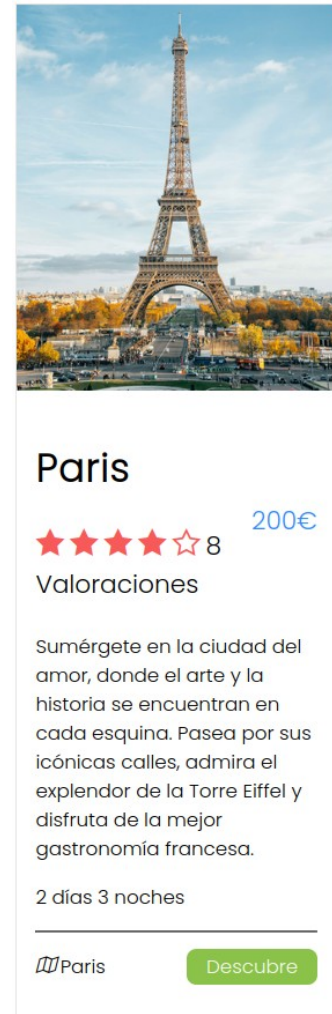 Paris
200€
8
Valoraciones
Sumérgete en la ciudad del
amor, donde el arte y la
historia se encuentran en
cada esquina. Pasea por sus
icónicas calles, admira el
explendor de la Torre Eiffel y
disfruta de la mejor
gastronomía francesa.
2 días 3 noches
Paris
Descubre